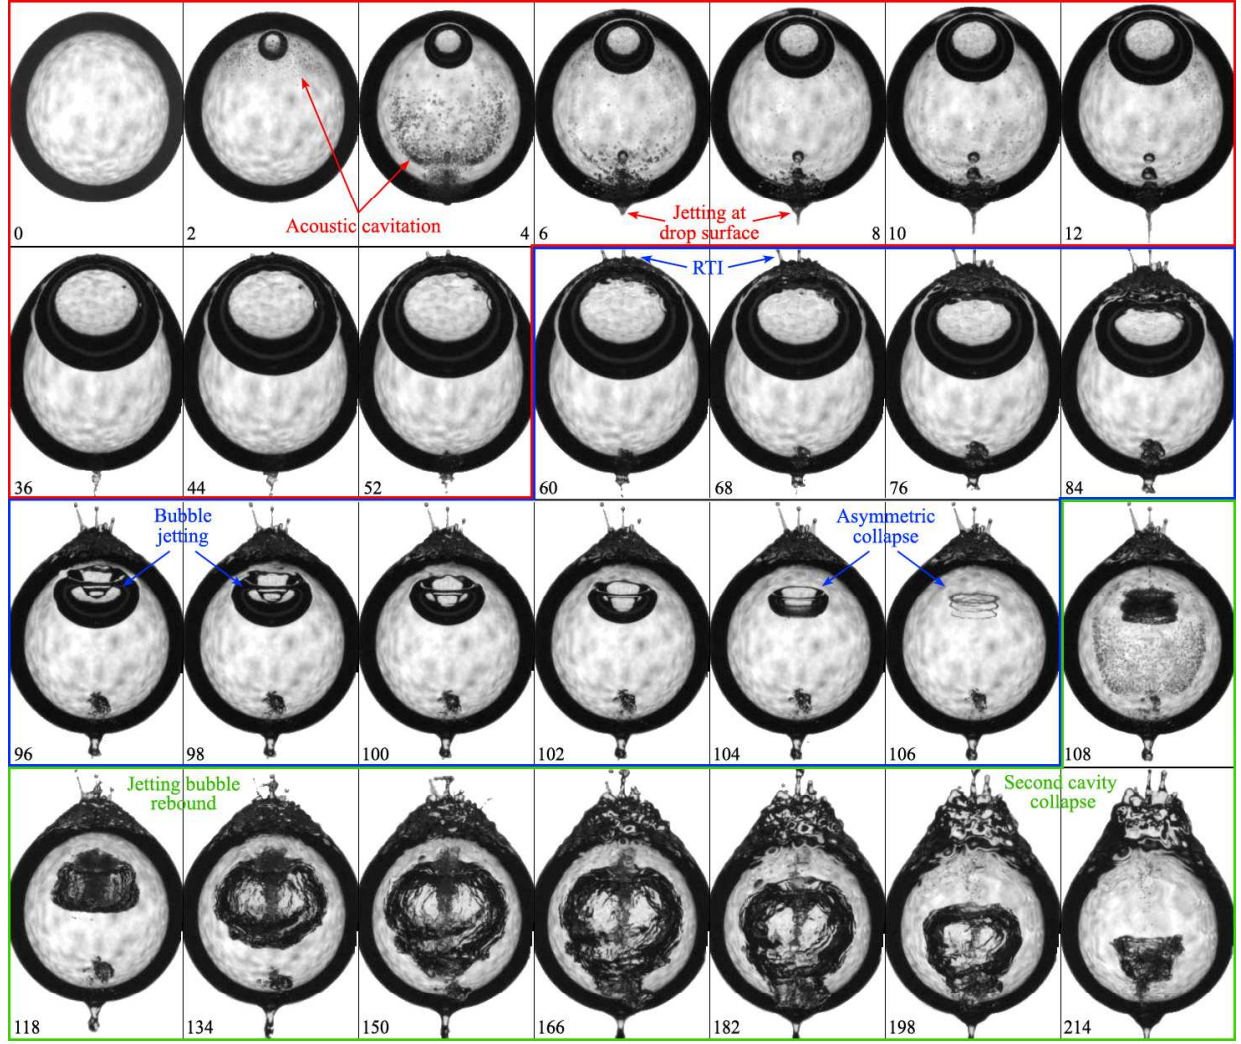 0
2
4
6
8
10
12
Acoustic cavitation
Jetting at
drop surface
36
44
52
60
68
76
84
RTI
96
98
100
102
104
106
108
Bubble
jetting
Asymmetric
collapse
118
134
150
166
182
198
214
Jetting bubble
rebound
Second cavity
collapse